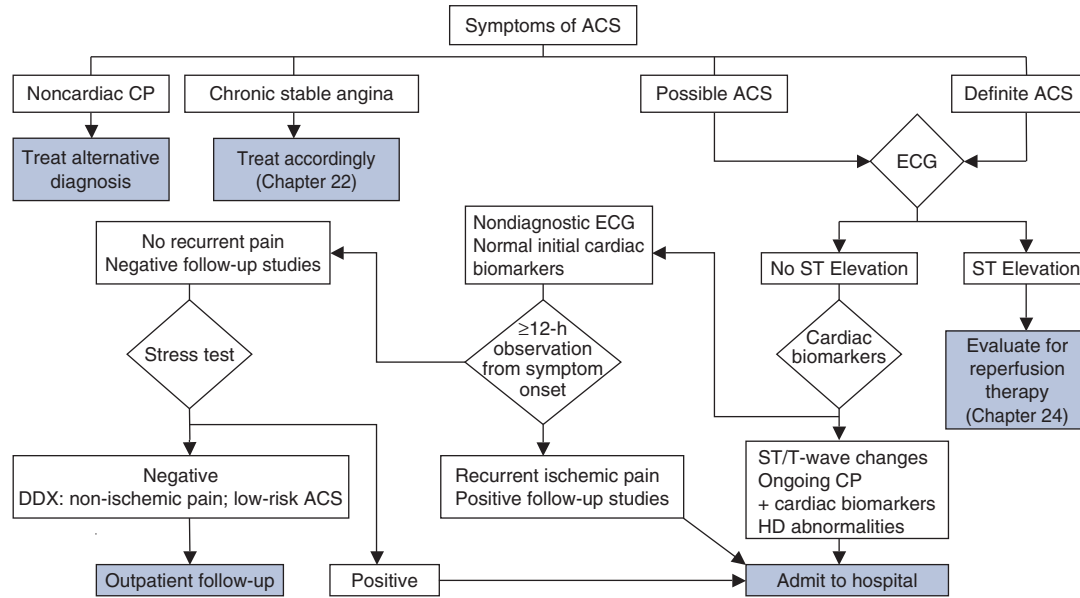 Symptoms of ACS
Noncardiac CP
Chronic stable angina
Possible ACS
Definite ACS
Treat alternative
diagnosis
Treat accordingly
(Chapter 22)
ECG
No recurrent pain
Negative follow-up studies
Nondiagnostic ECG
Normal initial cardiac
biomarkers
No ST Elevation
ST Elevation
Stress test
≥12-h
observation
from symptom
onset
Cardiac
biomarkers
Evaluate for
reperfusion
therapy
(Chapter 24)
Negative
DDX: non-ischemic pain; low-risk ACS
Recurrent ischemic pain
Positive follow-up studies
ST/T-wave changes
Ongoing CP
+ cardiac biomarkers
HD abnormalities
Outpatient follow-up
Positive
Admit to hospital